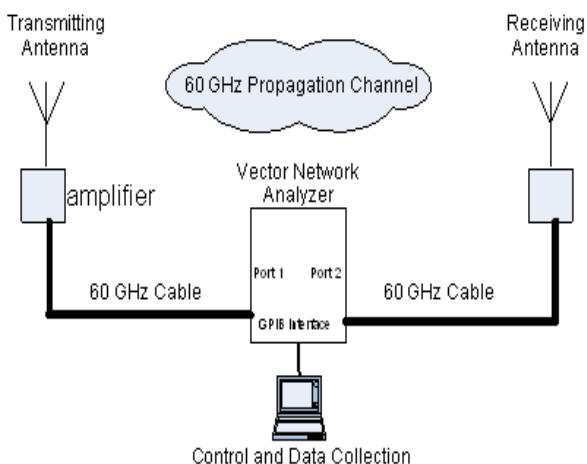 Transmitting
Antenna
Receiving
Antenna
60 GHz Propagation Channel
Vector Network
Analyzer
amplifier
Port 1 Port 2
60 GHz Cable
60 GHz Cable
GPIB Interface
Control and Data Collection